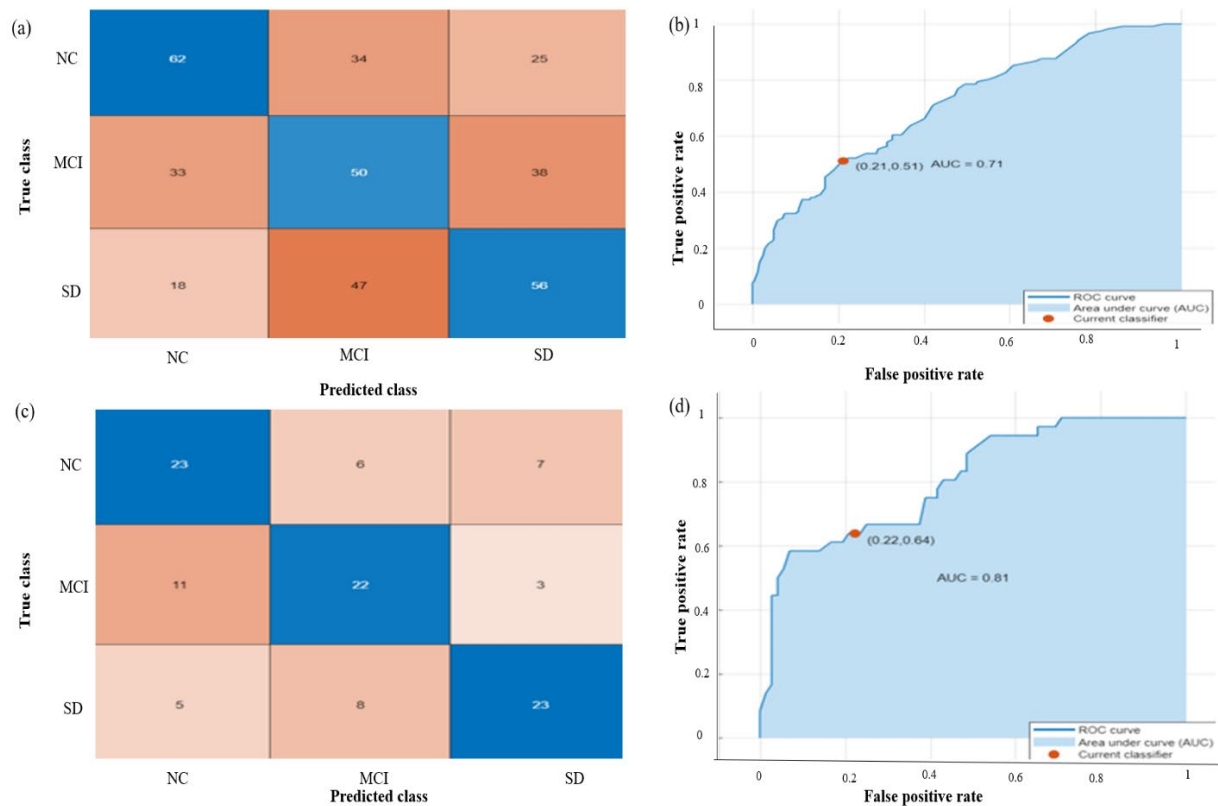 (a)
NC
62
34
25
True class
MCI
33
50
38
SD
18
47
56
NC
MCI
SD
Predicted class
(b)
1
0.8
0.6
0.4
0.2
0
True positive rate
(0.21,0.51)
AUC = 0.71
ROC curve
Area under curve (AUC)
Current classifier
0
0.2
0.4
0.6
0.8
1
False positive rate
(c)
NC
23
6
7
True class
MCI
11
22
3
SD
5
8
23
NC
MCI
SD
Predicted class
(d)
1
0.8
0.6
0.4
0.2
0
True positive rate
(0.22,0.64)
AUC = 0.81
ROC curve
Area under curve (AUC)
Current classifier
0
0.2
0.4
0.6
0.8
1
False positive rate